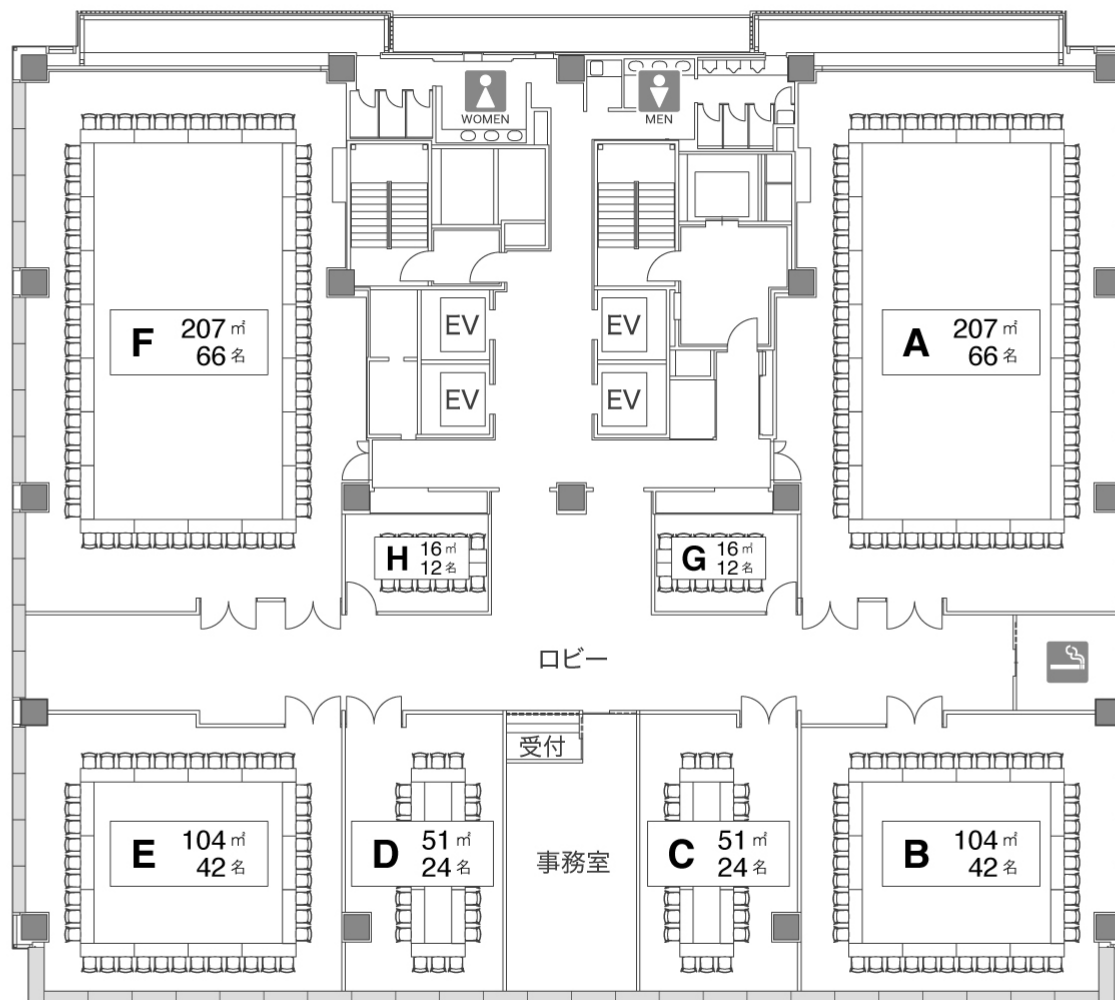 WOMEN
MEN
EV
EV
EV
EV
F 207㎡
66名
A 207㎡
66名
H 16㎡
12名
G 16㎡
12名
ロビー
受付
事務室
E 104㎡
42名
D 51㎡
24名
C 51㎡
24名
B 104㎡
42名